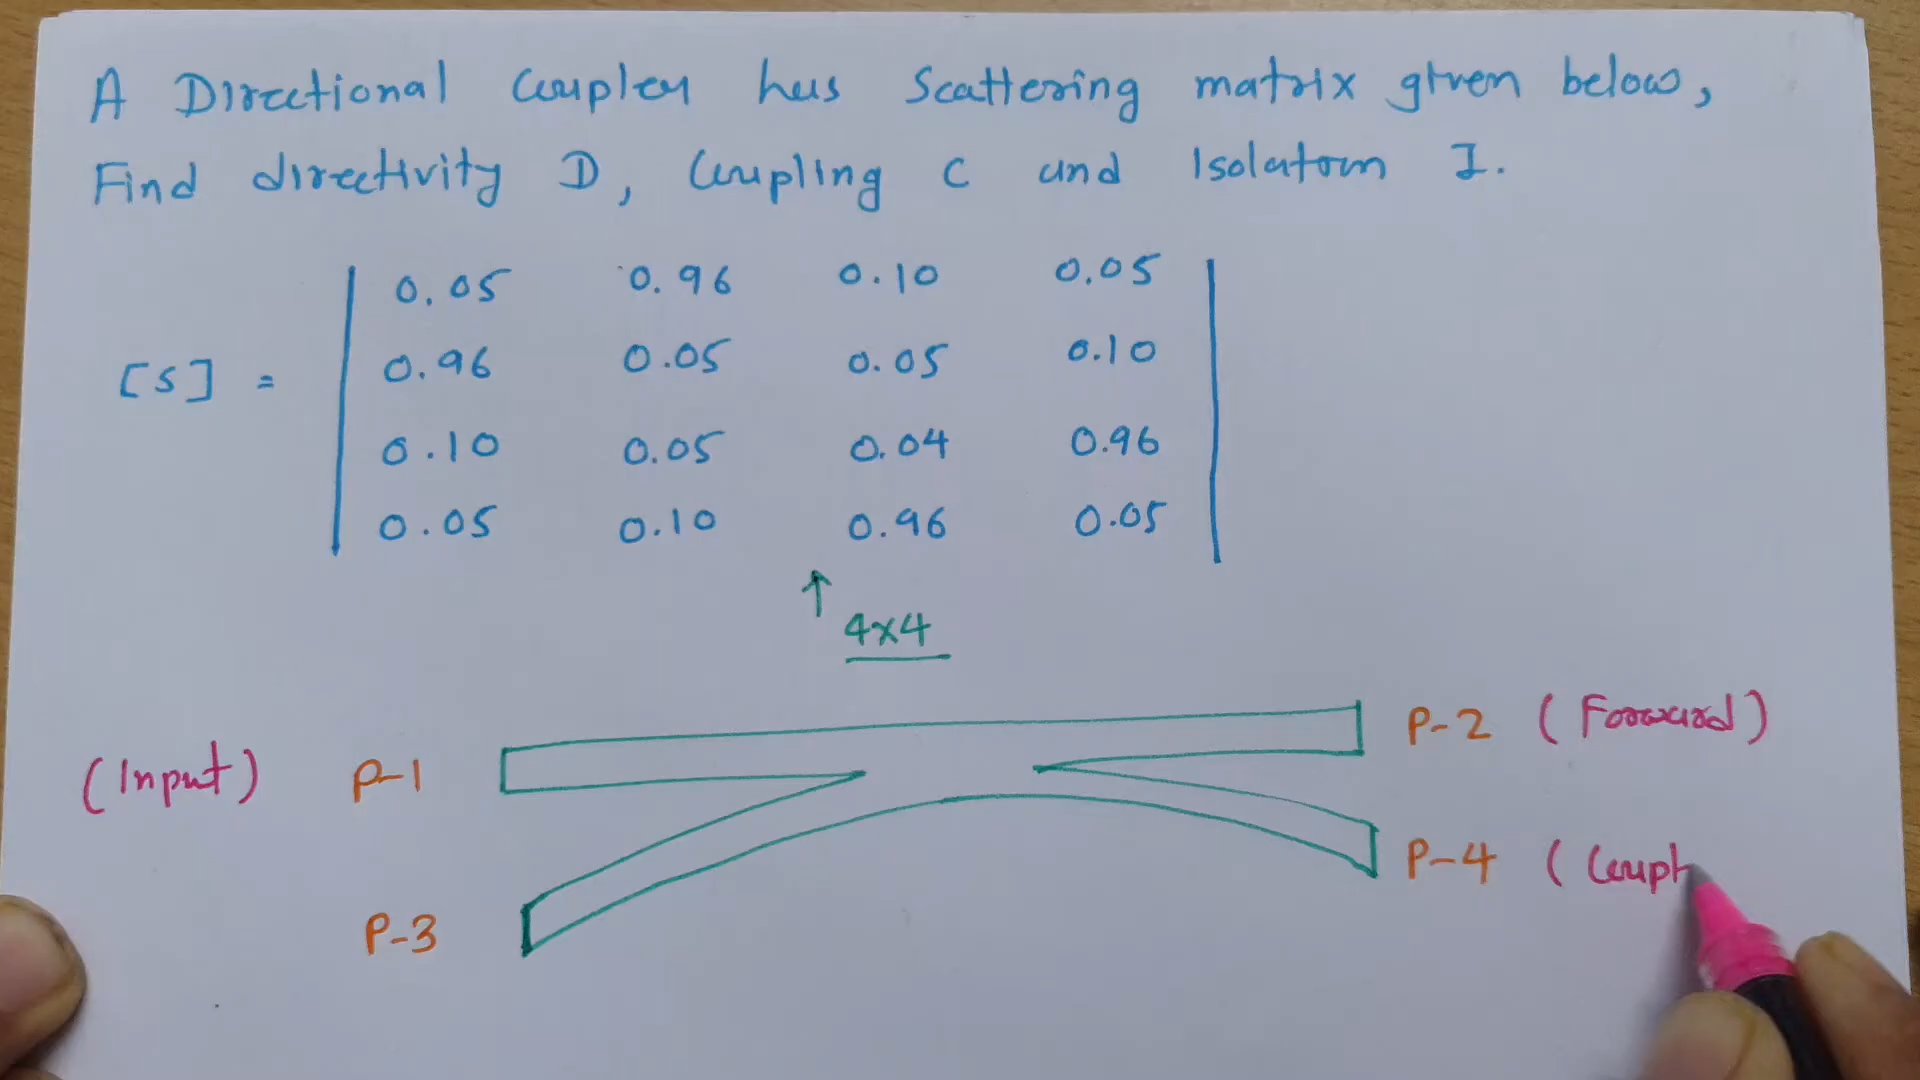 A Directional Coupler has Scattering matrix given below,
Find directivity D, Coupling C and Isolation I.
0.05 0.96 0.10 0.05
0.96 0.05 0.05 0.10
[S] =
0.10 0.05 0.04 0.96
0.05 0.10 0.96 0.05
↑
4x4
P-2 (Forward)
(Input) P-1
P-4 (Coupl
P-3